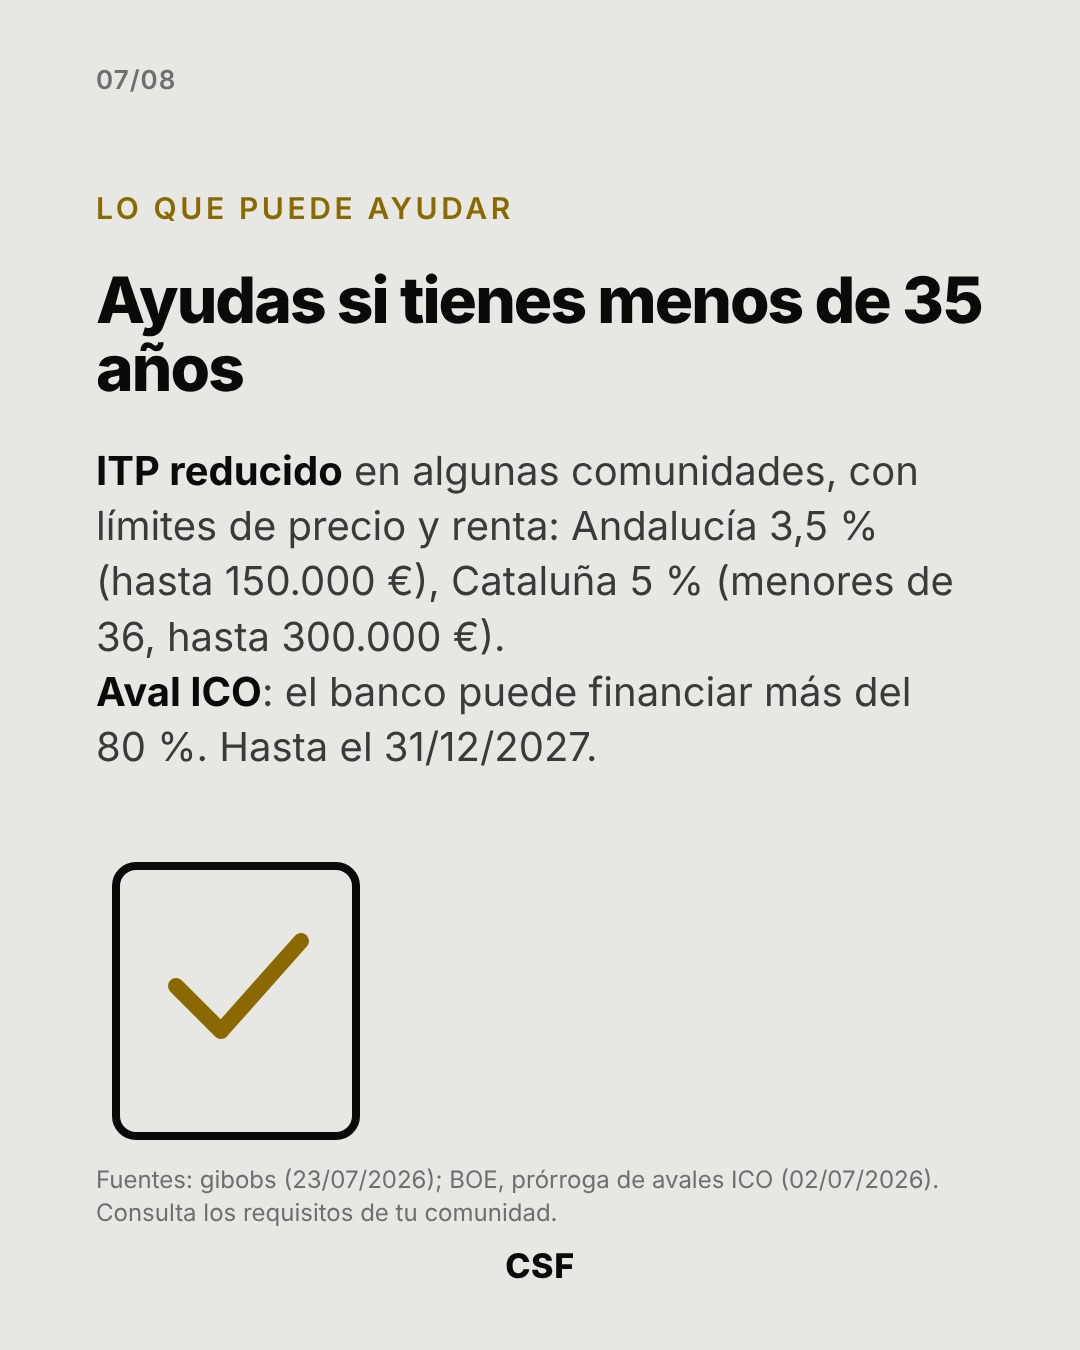 07/08
LO QUE PUEDE AYUDAR
Ayudas si tienes menos de 35
años
ITP reducido en algunas comunidades, con
límites de precio y renta: Andalucía 3,5 %
(hasta 150.000 €), Cataluña 5 % (menores de
36, hasta 300.000 €).
Aval ICO: el banco puede financiar más del
80 %. Hasta el 31/12/2027.
Fuentes: gibobs (23/07/2026); BOE, prórroga de avales ICO (02/07/2026).
Consulta los requisitos de tu comunidad.
CSF